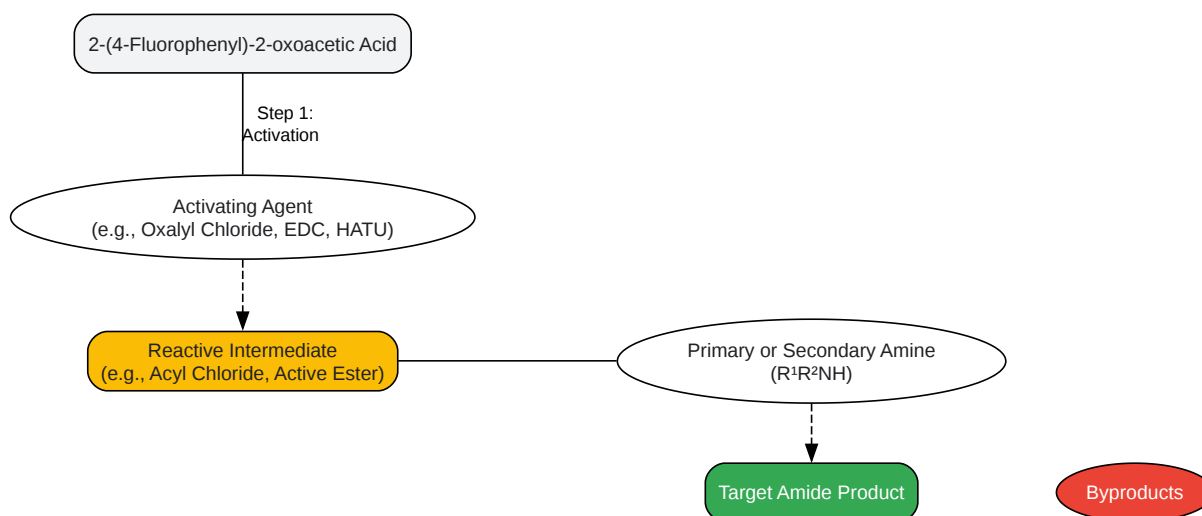 2-(4-Fluorophenyl)-2-oxoacetic Acid
Step 1:
Activation
Activating Agent
(e.g., Oxalyl Chloride, EDC, HATU)
Reactive Intermediate
(e.g., Acyl Chloride, Active Ester)
Primary or Secondary Amine
(R¹R²NH)
Target Amide Product
Byproducts